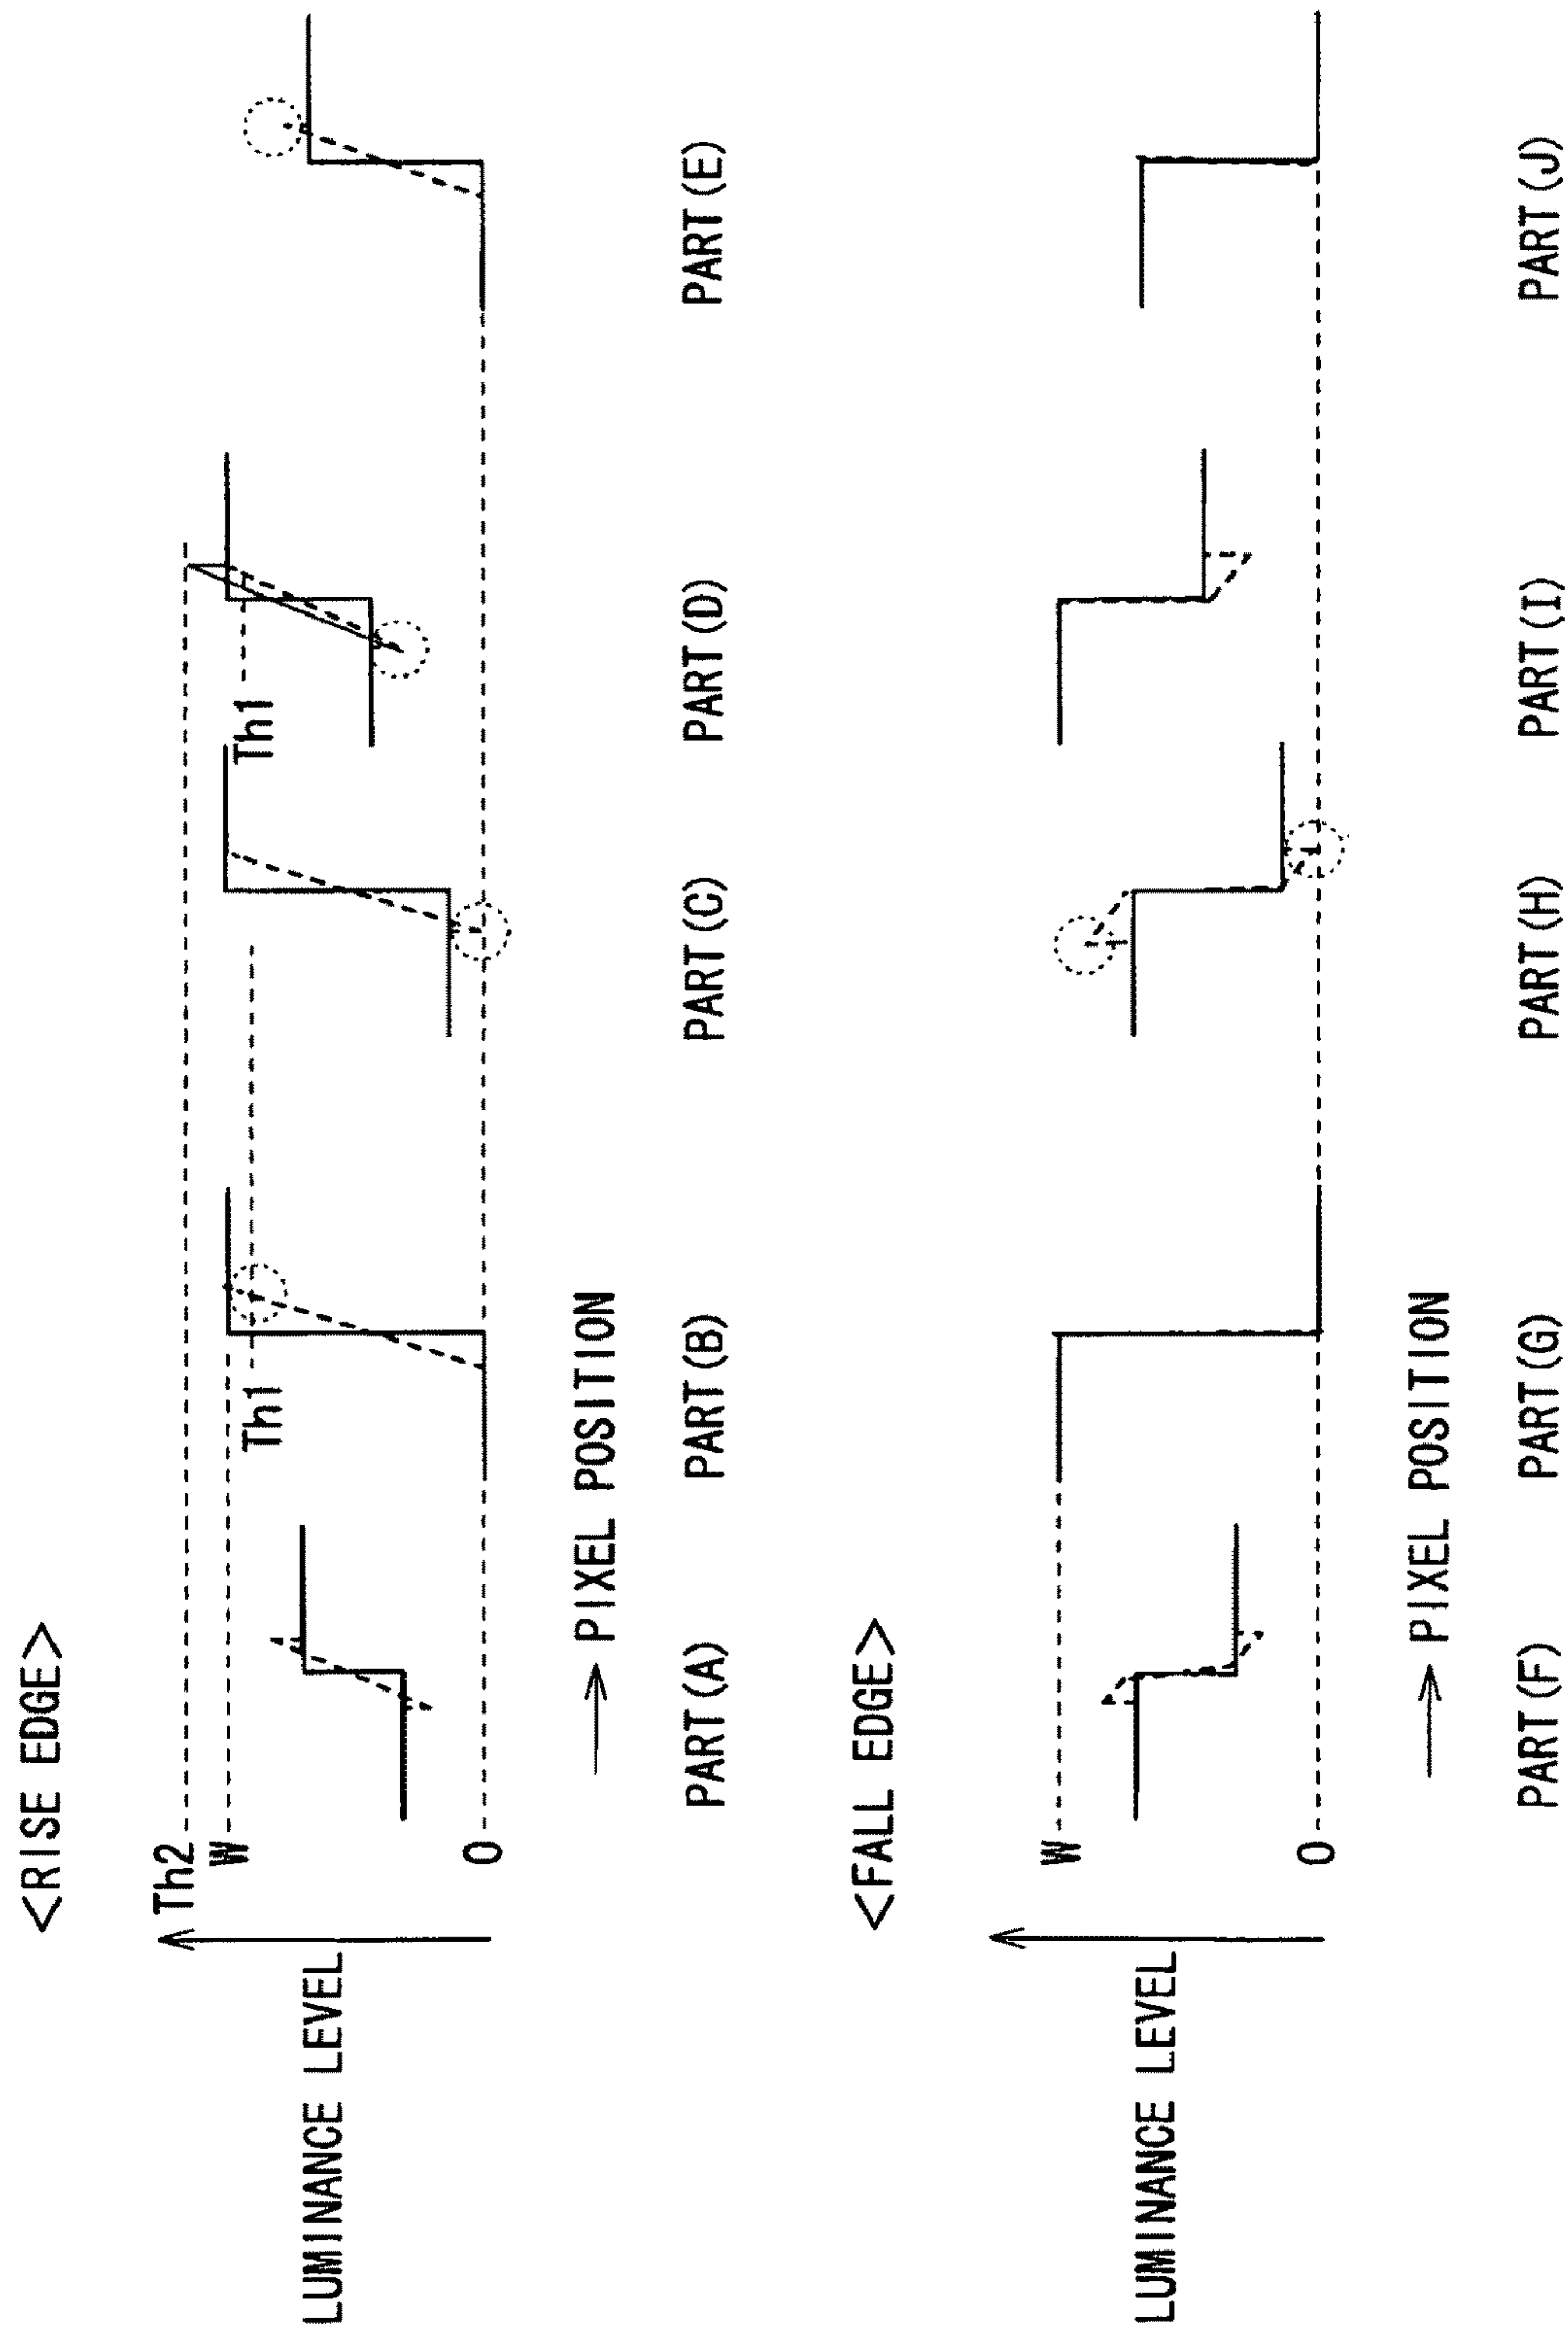 <RISE EDGE>
Th2
W
Th1
Th1
0
LUMINANCE LEVEL
PIXEL POSITION
PART(A) PART(B) PART(C) PART(D) PART(E)
<FALL EDGE>
W
0
LUMINANCE LEVEL
PIXEL POSITION
PART(F) PART(G) PART(H) PART(I) PART(J)